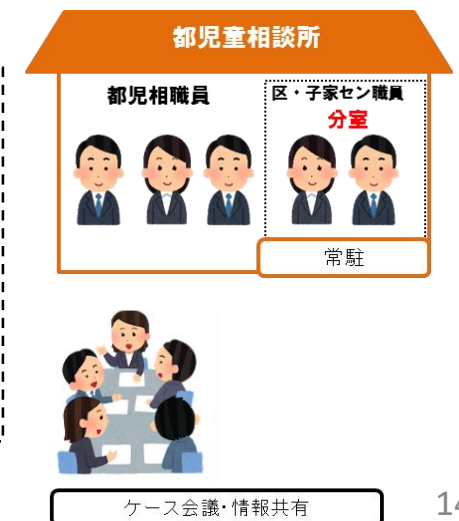 都児童相談所
都児相職員
区・子家セン職員
分室
常駐
ケース会議・情報共有
14